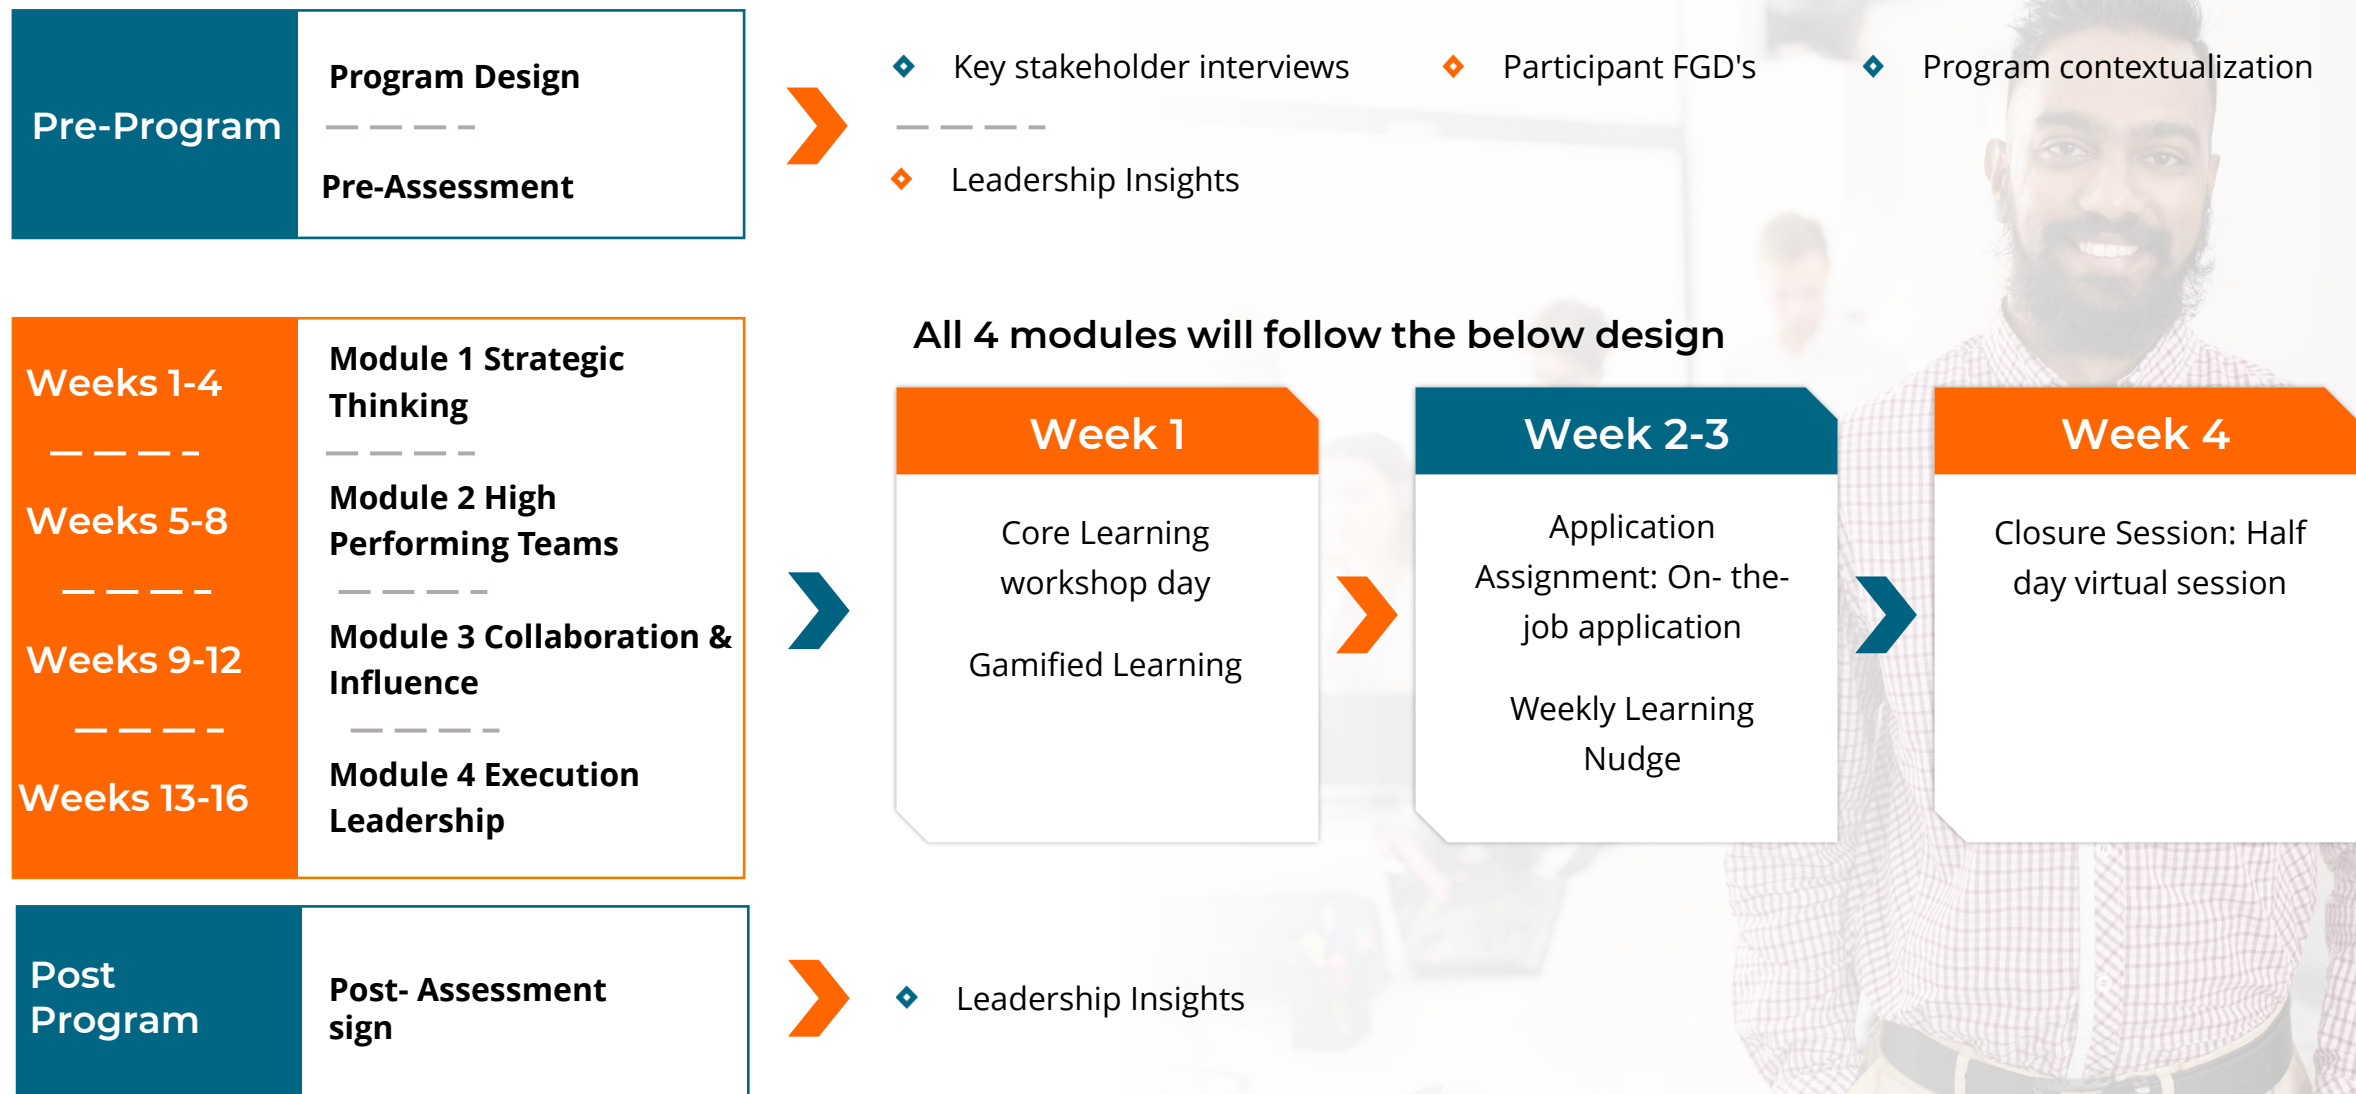 Pre-Program
Program Design
Pre-Assessment
Key stakeholder interviews
Participant FGD's
Program contextualization
Leadership Insights
Weeks 1-4
Module 1 Strategic
Thinking
Weeks 5-8
Module 2 High
Performing Teams
Weeks 9-12
Module 3 Collaboration &
Influence
Weeks 13-16
Module 4 Execution
Leadership
All 4 modules will follow the below design
Week 1
Core Learning
workshop day
Gamified Learning
Week 2-3
Application
Assignment: On- the-
job application
Weekly Learning
Nudge
Week 4
Closure Session: Half
day virtual session
Post
Program
Post- Assessment
sign
Leadership Insights